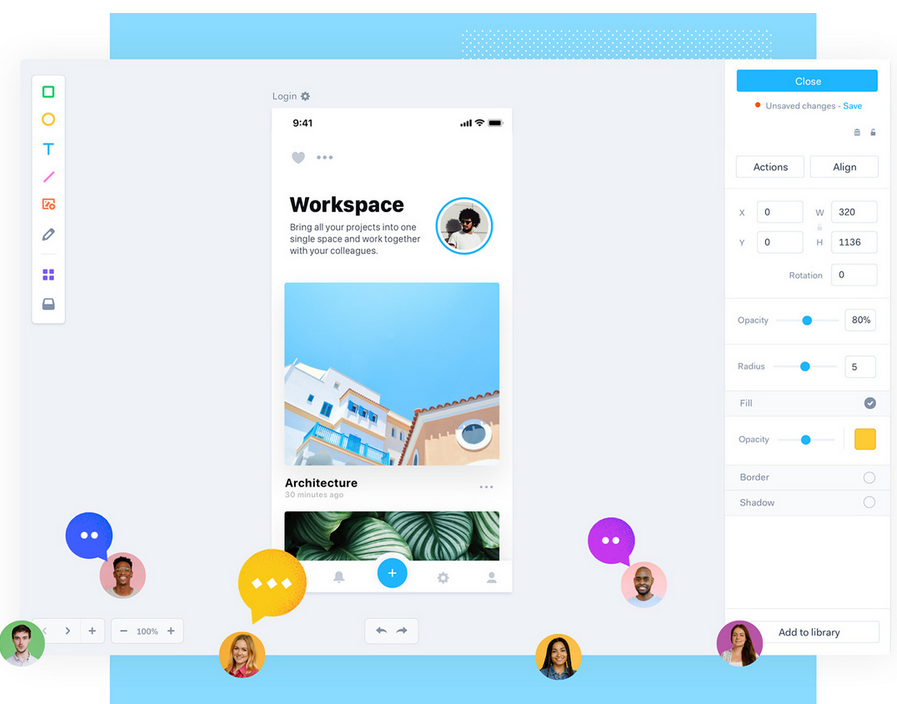 Login
9:41
Workspace
Bring all your projects into one
single space and work together
with your colleagues.
Architecture
30 minutes ago
100%
T
Close
Unsaved changes - Save
Actions
Align
X 0 W 320
Y 0 H 1136
Rotation 0
Opacity 80%
Radius 5
Fill
Opacity
Border
Shadow
Add to library